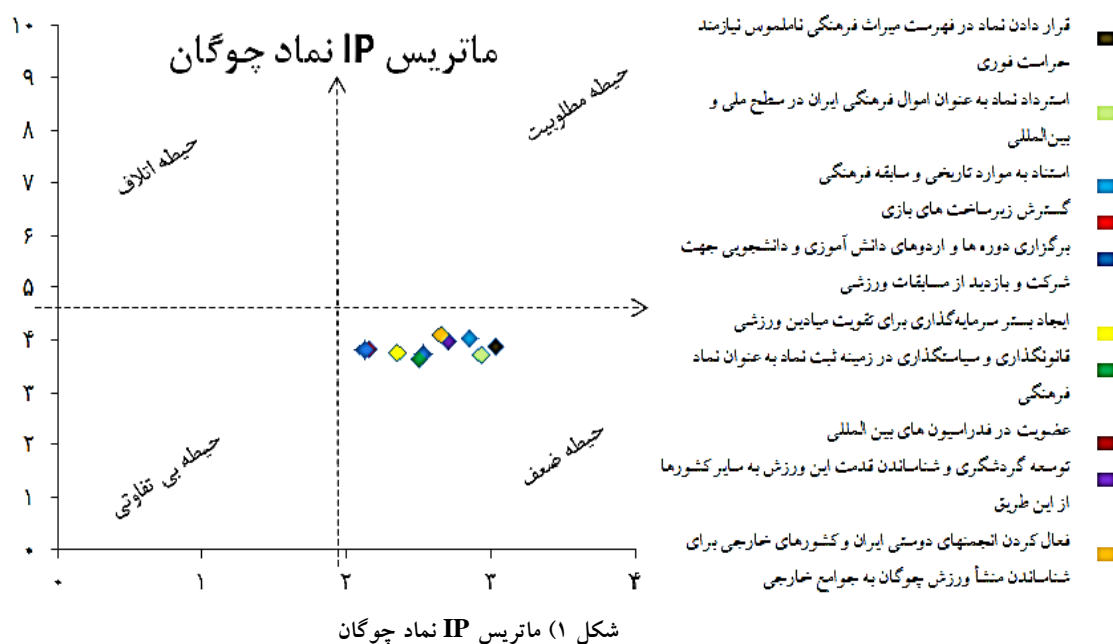 ماتریس IP نماد چوگان
۱۰
۹
۸
۷
۶
۵
۴
۳
۲
۱
۰
حیطه مطلوبیت
حیطه اتلاف
حیطه ضعف
حیطه بی تفاوتی
۰ ۱ ۲ ۳ ۴
قرار دادن نماد در فهرست میراث فرهنگی ناملموس نیازمند
حراست فوری
استرداد نماد به عنوان اموال فرهنگی ایران در سطح ملی و
بین‌المللی
استناد به موارد تاریخی و سابقه فرهنگی
گسترش زیرساخت های بازی
برگزاری دوره ها و اردوهای دانش آموزی و دانشجویی جهت
شرکت و بازدید از مسابقات ورزشی
ایجاد بستر سرمایه‌گذاری برای تقویت میادین ورزشی
قانونگذاری و سیاستگذاری در زمینه ثبت نماد به عنوان نماد
فرهنگی
عضویت در فدراسیون های بین المللی
توسعه گردشگری و شناساندن قدمت این ورزش به سایر کشورها
از این طریق
فعال کردن انجمنهای دوستی ایران و کشورهای خارجی برای
شناساندن منشأ ورزش چوگان به جوامع خارجی
شکل ۱) ماتریس IP نماد چوگان